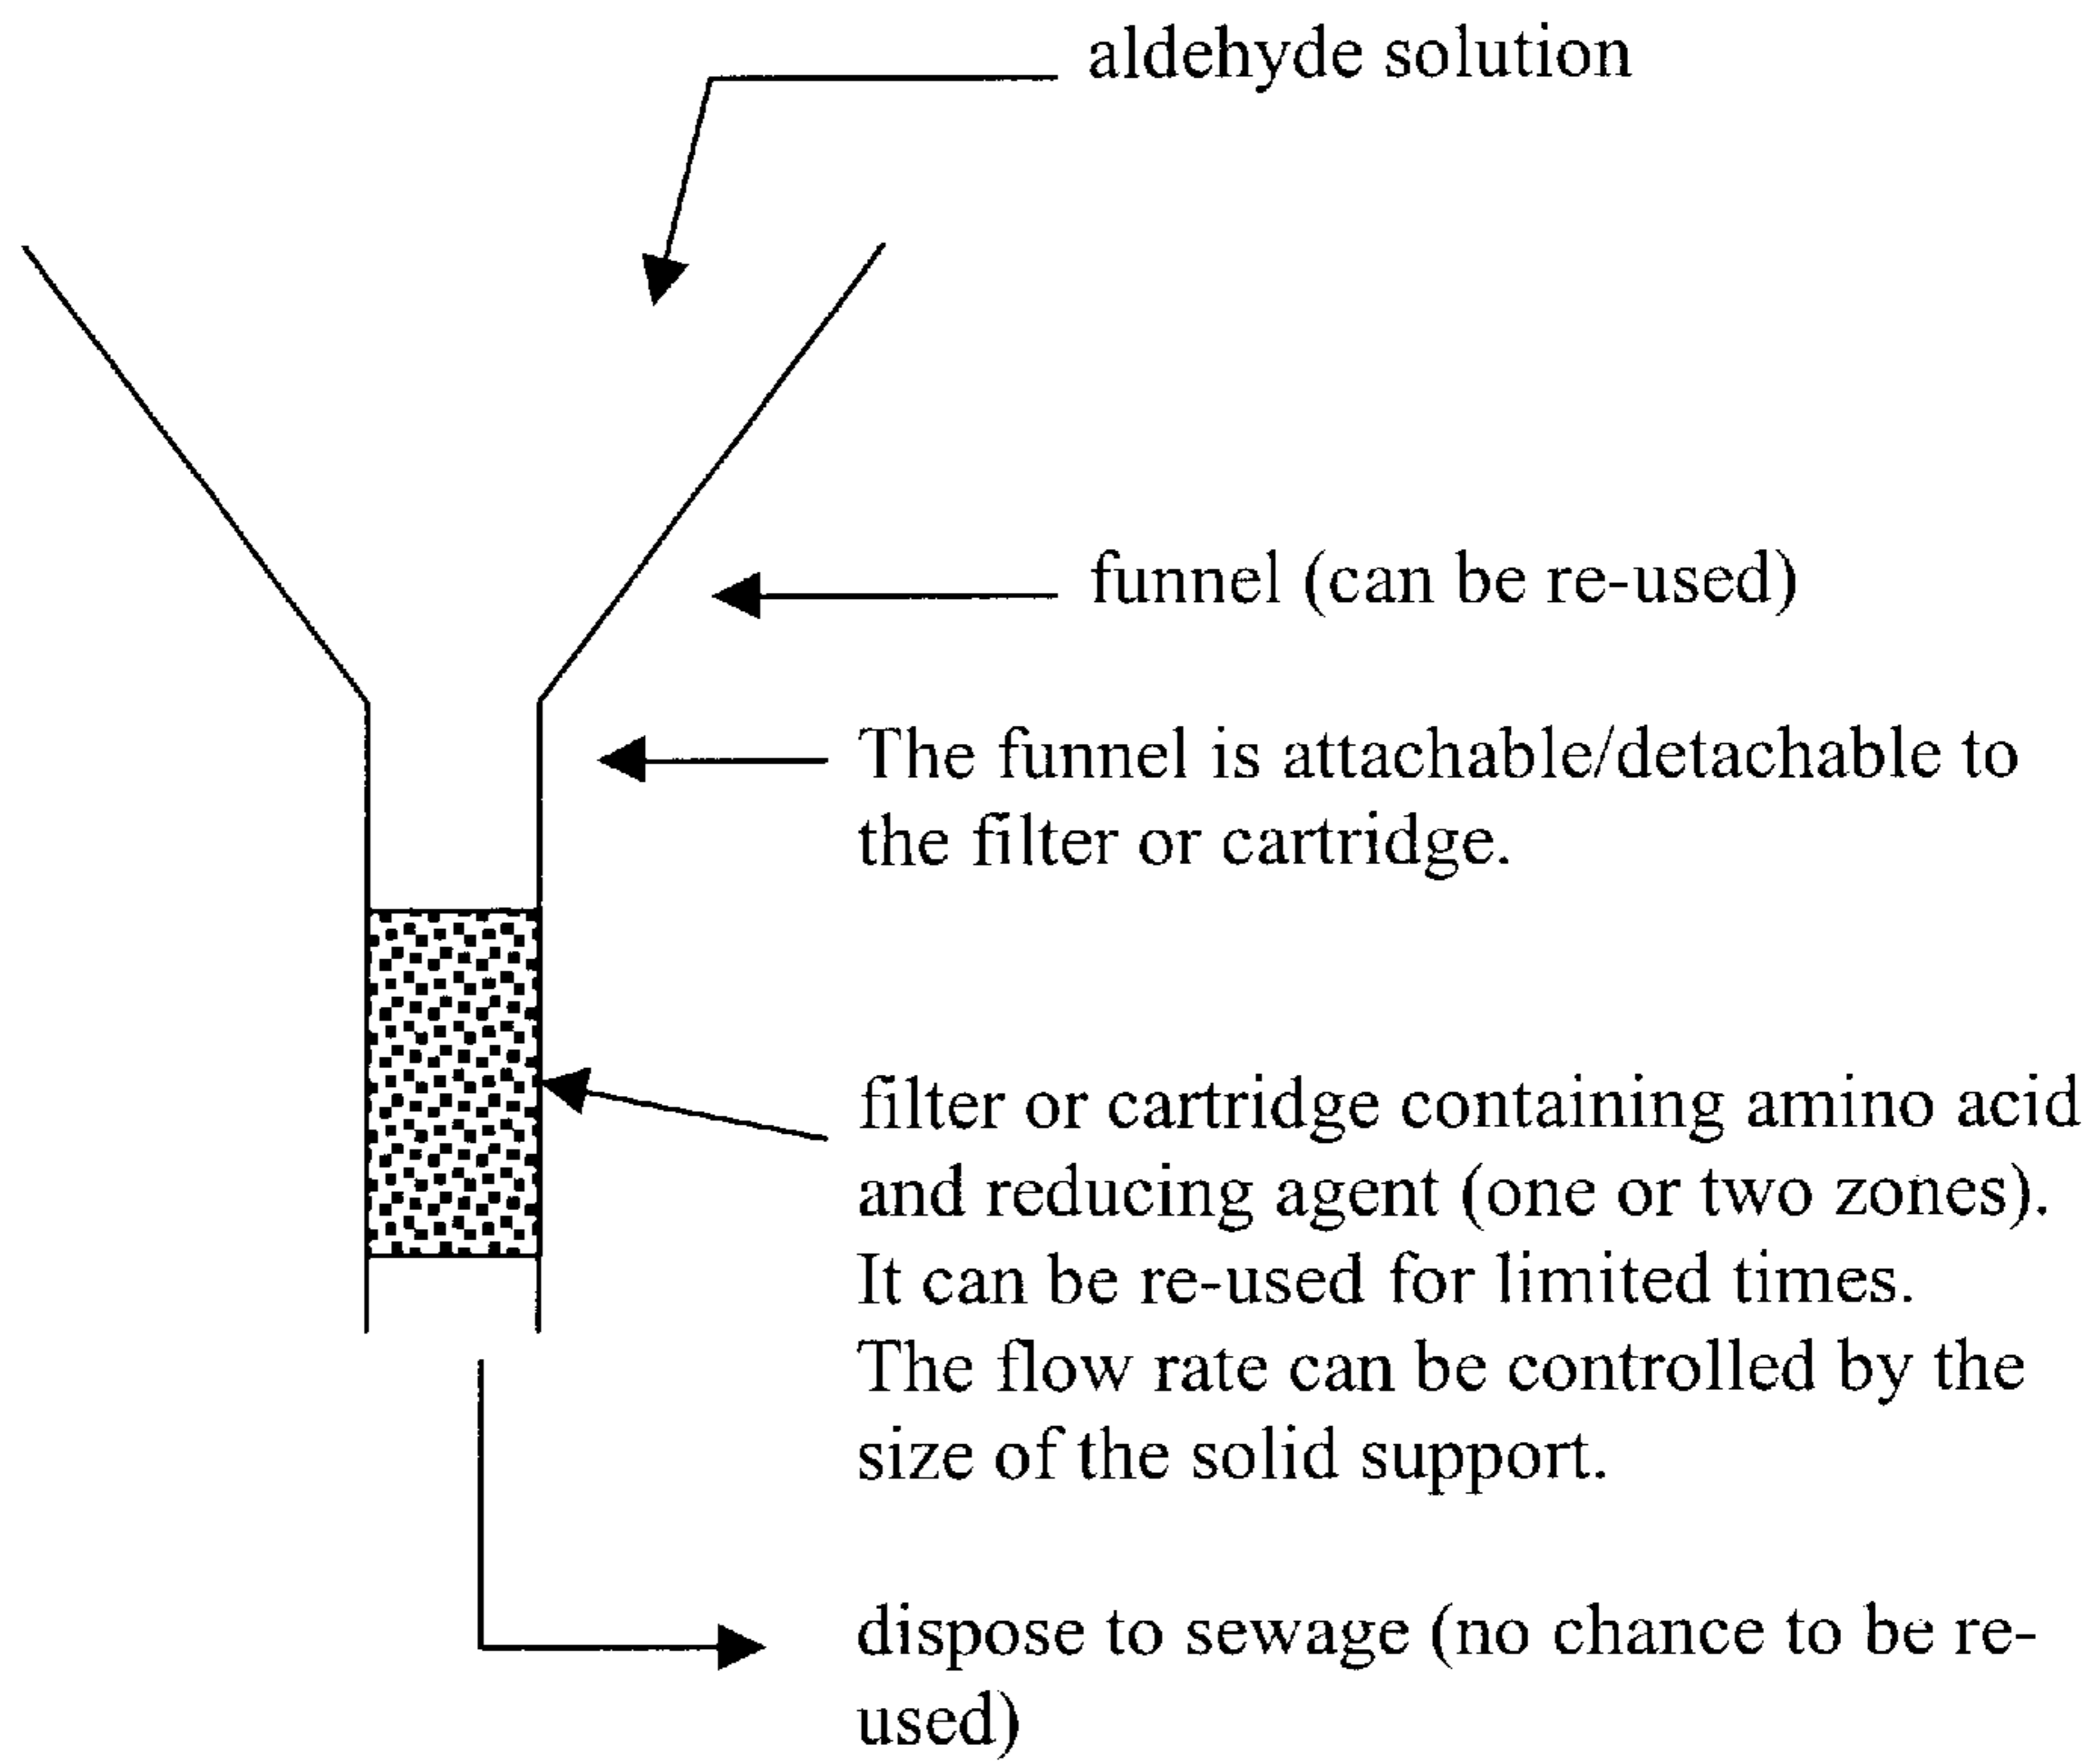 aldehyde solution
funnel (can be re-used)
The funnel is attachable/detachable to
the filter or cartridge.
filter or cartridge containing amino acid
and reducing agent (one or two zones).
It can be re-used for limited times.
The flow rate can be controlled by the
size of the solid support.
dispose to sewage (no chance to be re-
used)